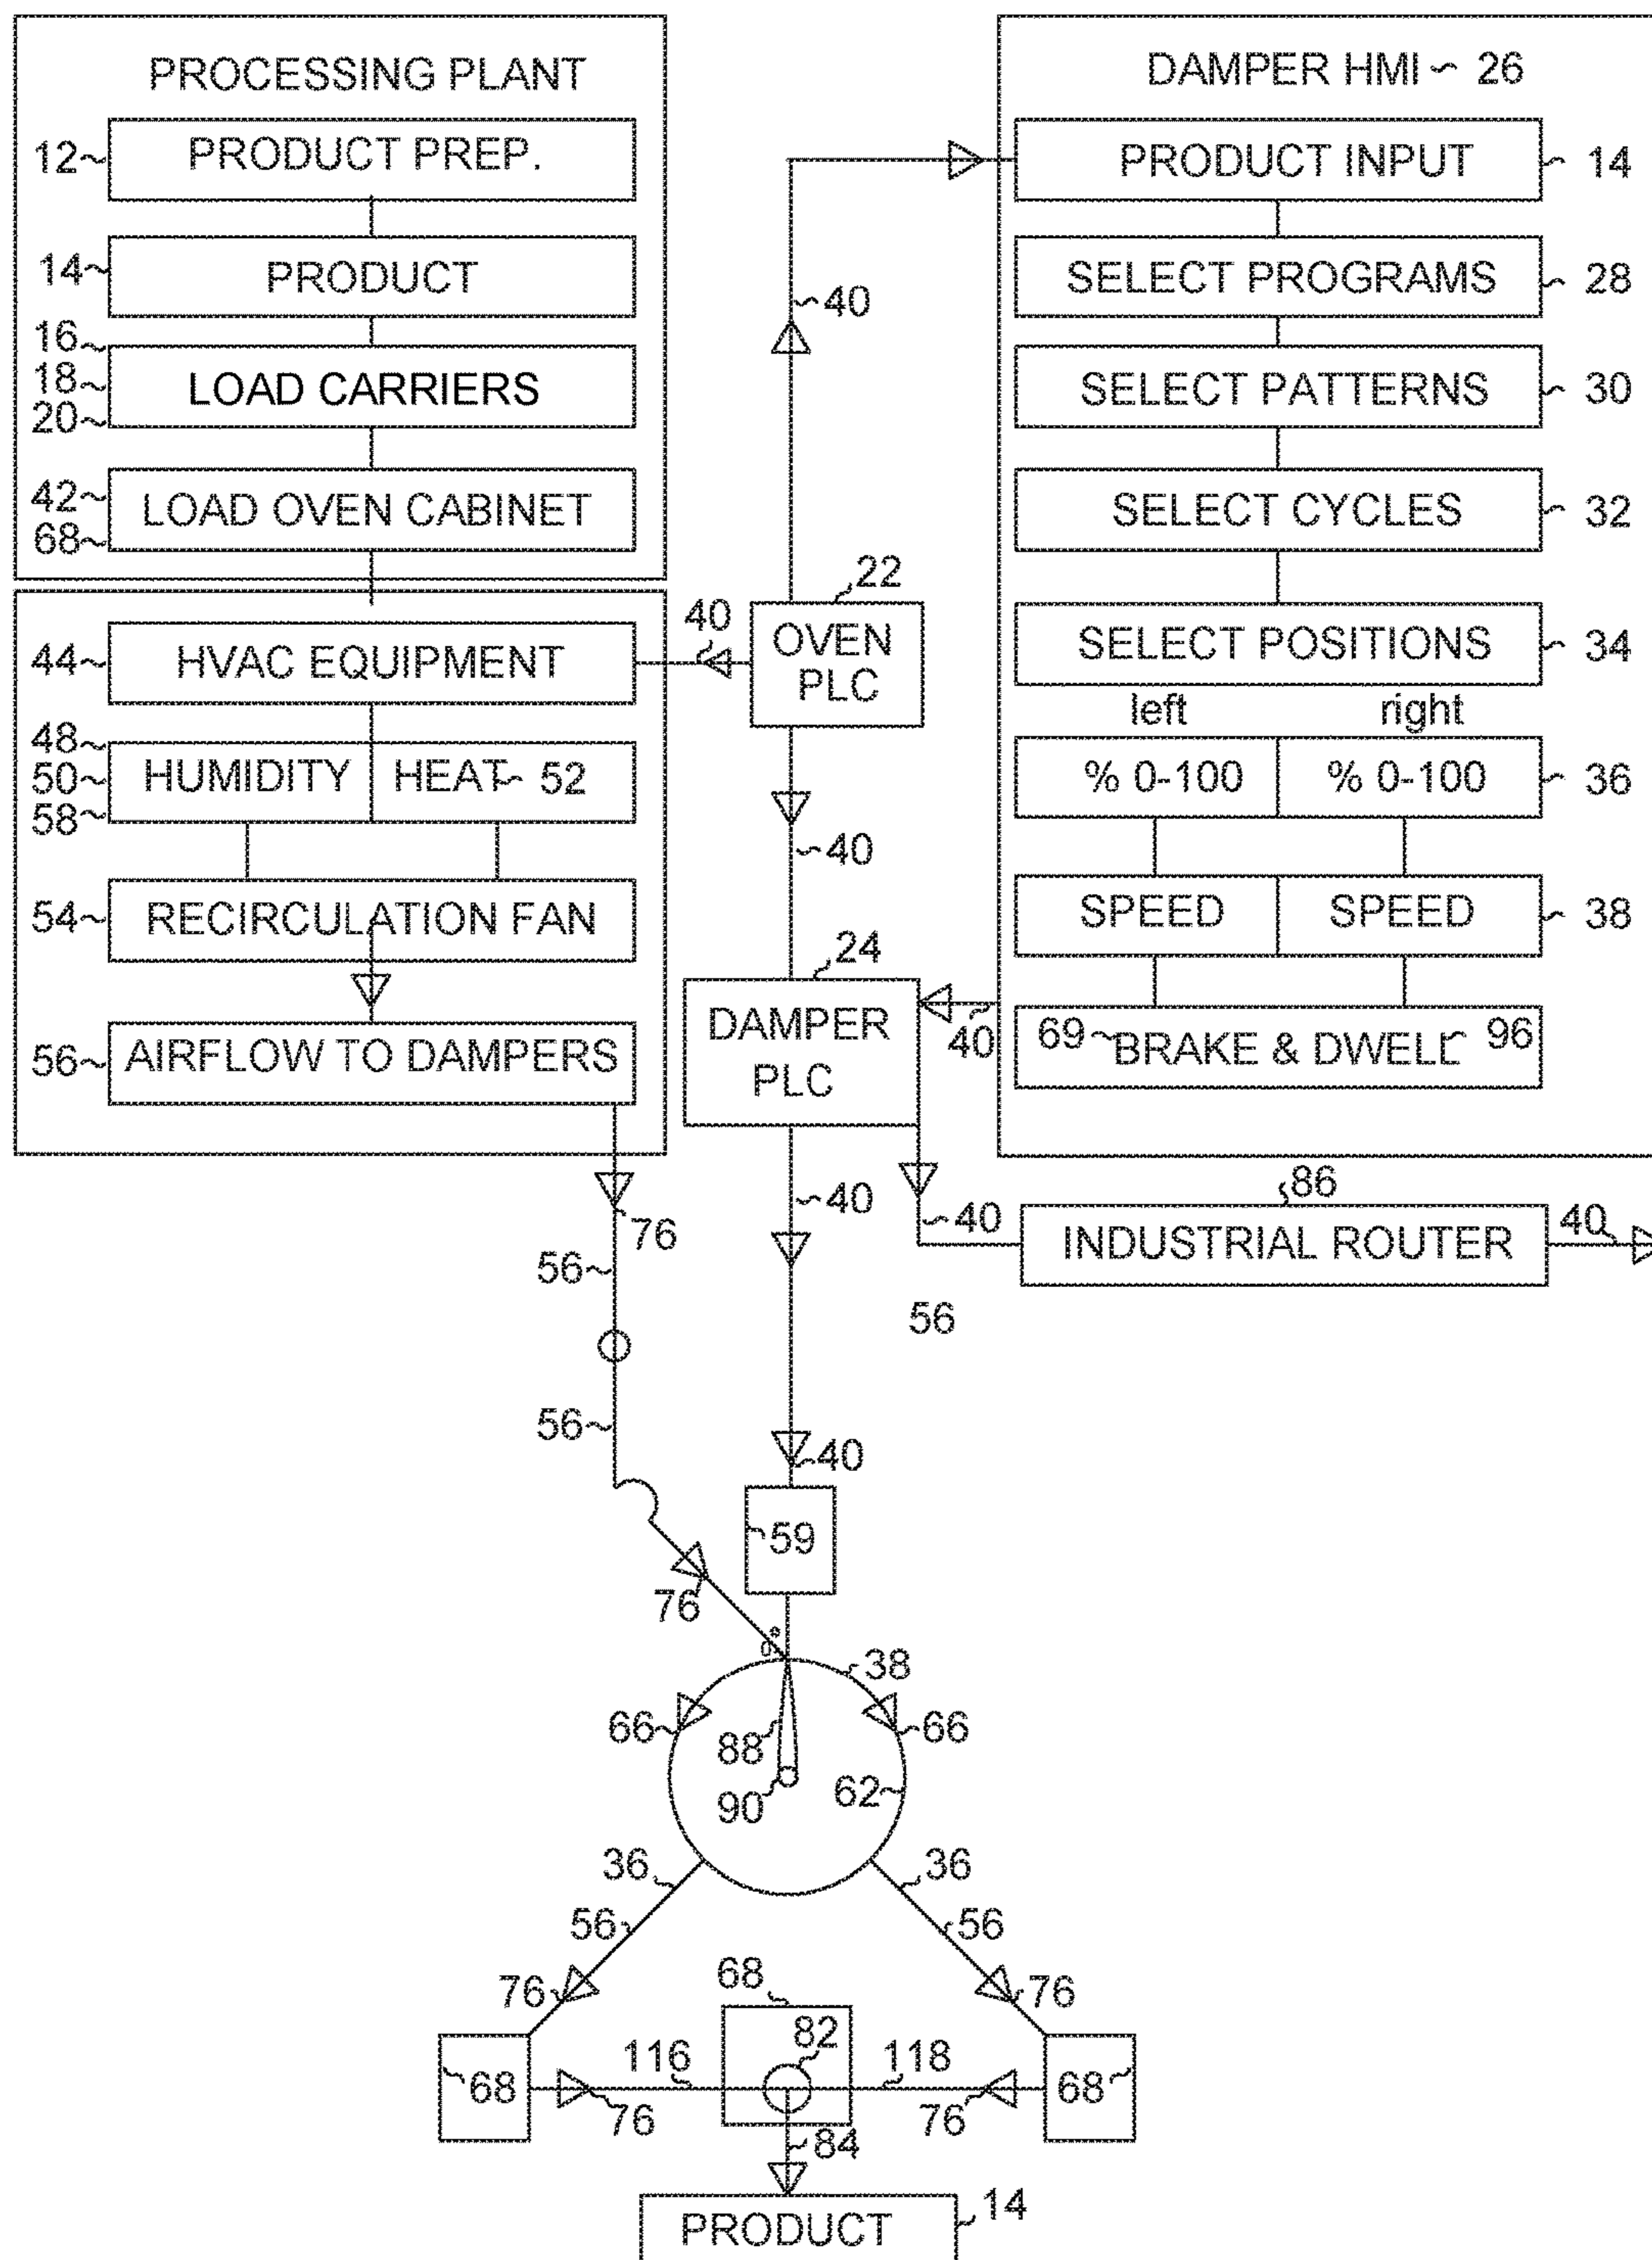 PROCESSING PLANT
12 PRODUCT PREP.
14 PRODUCT
16
18 LOAD CARRIERS
20
42 LOAD OVEN CABINET
68
44 HVAC EQUIPMENT
48
50 HUMIDITY HEAT 52
58
54 RECIRCULATION FAN
56 AIRFLOW TO DAMPERS
40
40
22
OVEN
PLC
40
24
DAMPER
PLC
40
DAMPER HMI 26
PRODUCT INPUT 14
SELECT PROGRAMS 28
SELECT PATTERNS 30
SELECT CYCLES 32
SELECT POSITIONS 34
left right
% 0-100 % 0-100 36
SPEED SPEED 38
69 BRAKE & DWELL 96
76
40
40
86
INDUSTRIAL ROUTER
40
56
56
56
40
59
76
0°
38
66
66
88
90
62
36
36
56
56
76
76
68
82
116
118
68
68
76
76
84
PRODUCT 14